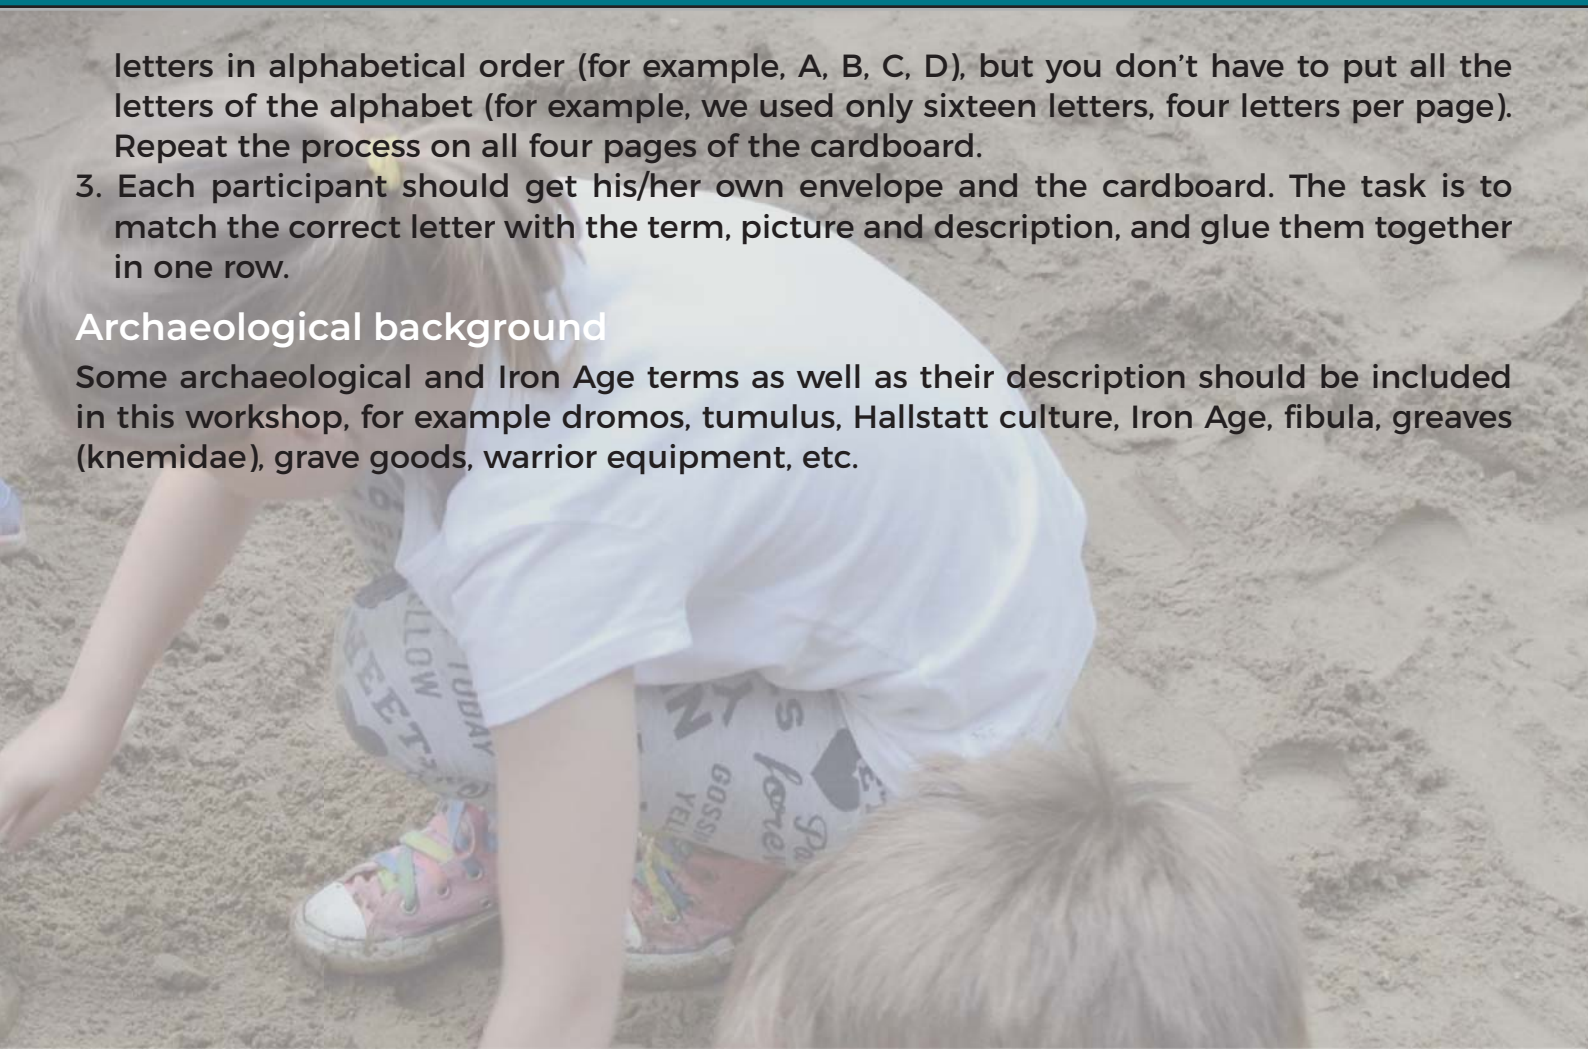 letters in alphabetical order (for example, A, B, C, D), but you don't have to put all the
letters of the alphabet (for example, we used only sixteen letters, four letters per page).
Repeat the process on all four pages of the cardboard.
3. Each participant should get his/her own envelope and the cardboard. The task is to
match the correct letter with the term, picture and description, and glue them together
in one row.
Archaeological background
Some archaeological and Iron Age terms as well as their description should be included
in this workshop, for example dromos, tumulus, Hallstatt culture, Iron Age, fibula, greaves
(knemidae), grave goods, warrior equipment, etc.
TODAY
GOSSI
YEL